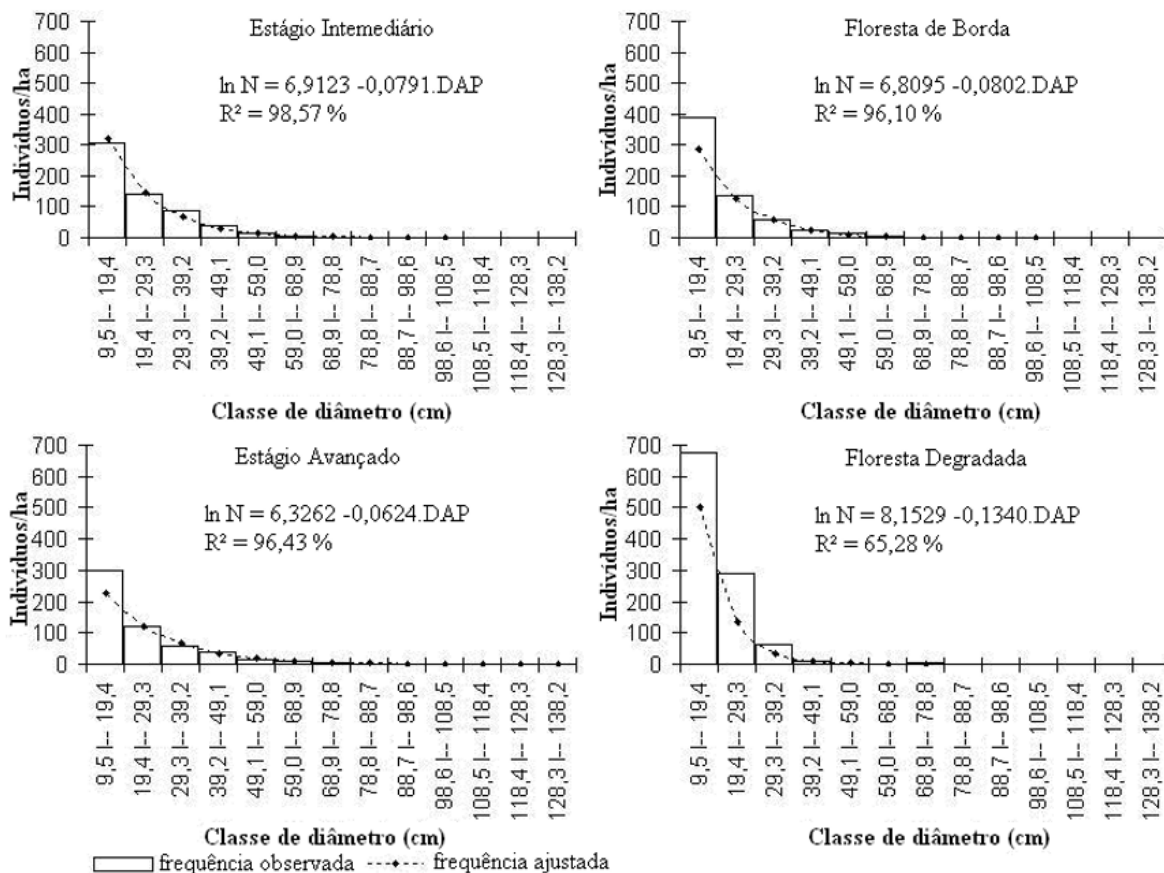 Estágio Intemediário
ln N = 6,9123 -0,0791.DAP
R² = 98,57 %
Indivíduos/ha
700
600
500
400
300
200
100
0
9,5 I-- 19,4
19,4 I-- 29,3
29,3 I-- 39,2
39,2 I-- 49,1
49,1 I-- 59,0
59,0 I-- 68,9
68,9 I-- 78,8
78,8 I-- 88,7
88,7 I-- 98,6
98,6 I-- 108,5
108,5 I-- 118,4
118,4 I-- 128,3
128,3 I-- 138,2
Classe de diâmetro (cm)
Floresta de Borda
ln N = 6,8095 -0,0802.DAP
R² = 96,10 %
Indivíduos/ha
700
600
500
400
300
200
100
0
9,5 I-- 19,4
19,4 I-- 29,3
29,3 I-- 39,2
39,2 I-- 49,1
49,1 I-- 59,0
59,0 I-- 68,9
68,9 I-- 78,8
78,8 I-- 88,7
88,7 I-- 98,6
98,6 I-- 108,5
108,5 I-- 118,4
118,4 I-- 128,3
128,3 I-- 138,2
Classe de diâmetro (cm)
Estágio Avançado
ln N = 6,3262 -0,0624.DAP
R² = 96,43 %
Indivíduos/ha
700
600
500
400
300
200
100
0
9,5 I-- 19,4
19,4 I-- 29,3
29,3 I-- 39,2
39,2 I-- 49,1
49,1 I-- 59,0
59,0 I-- 68,9
68,9 I-- 78,8
78,8 I-- 88,7
88,7 I-- 98,6
98,6 I-- 108,5
108,5 I-- 118,4
118,4 I-- 128,3
128,3 I-- 138,2
Classe de diâmetro (cm)
Floresta Degradada
ln N = 8,1529 -0,1340.DAP
R² = 65,28 %
Indivíduos/ha
700
600
500
400
300
200
100
0
9,5 I-- 19,4
19,4 I-- 29,3
29,3 I-- 39,2
39,2 I-- 49,1
49,1 I-- 59,0
59,0 I-- 68,9
68,9 I-- 78,8
78,8 I-- 88,7
88,7 I-- 98,6
98,6 I-- 108,5
108,5 I-- 118,4
118,4 I-- 128,3
128,3 I-- 138,2
Classe de diâmetro (cm)
frequência observada frequência ajustada